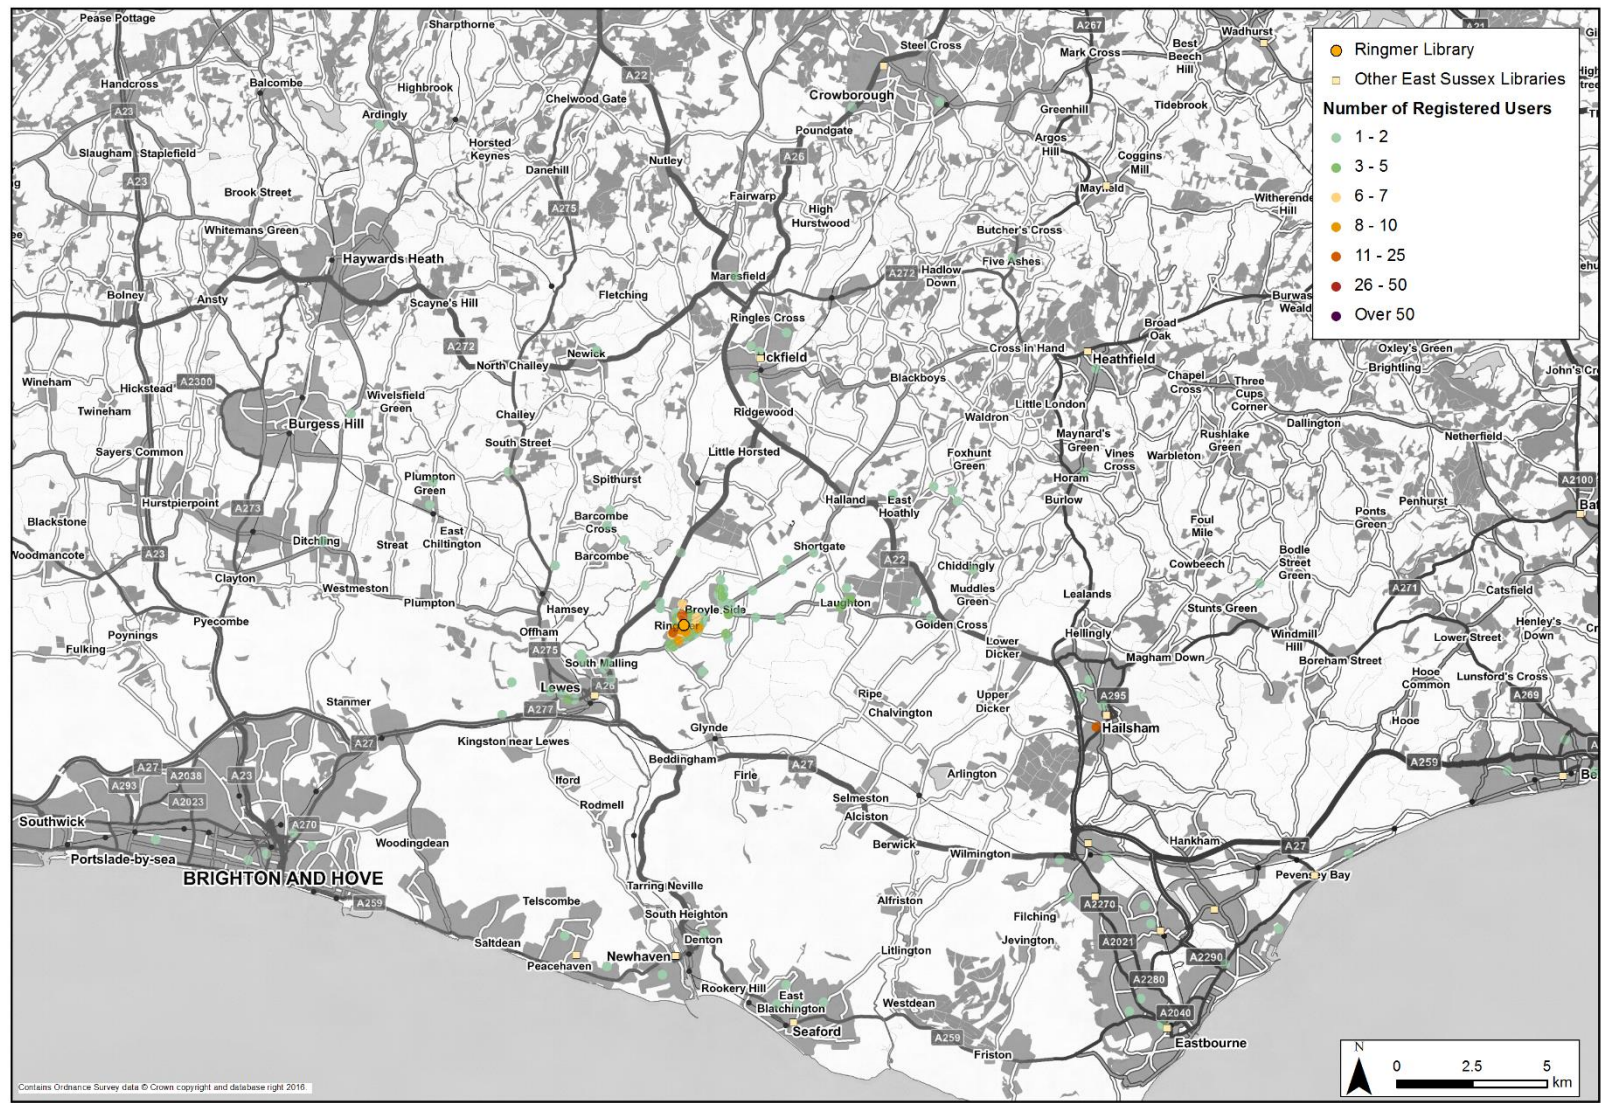 Pease Pottage
Sharpthorne
A267
A21
Wadhurst
Steel Cross
Mark Cross
Best
Beech
Hill
Ringmer Library
Other East Sussex Libraries
Number of Registered Users
1 - 2
3 - 5
6 - 7
8 - 10
11 - 25
26 - 50
Over 50
Handcross
Balcombe
Highbrook
A22
Chelwood Gate
Crowborough
Greenhill
Tidebrook
A23
Ardingly
Poundgate
Argos
Hill
Slaugham
Staplefield
Horsted
Keynes
Danehill
Nutley
A26
Coggins
Mill
A23
Brook Street
Mayfield
A275
Fairwarp
High
Hurstwood
Witherende
Hill
Whitemans Green
Butcher's Cross
Haywards Heath
Five Ashes
Maresfield
A272
Hadlow
Down
Bolney
Ansty
Scayne's Hill
Fletching
Burwas
Weald
Ringles Cross
Broad
Oak
A272
Newick
Uckfield
Cross in Hand
Heathfield
Oxley's Green
North Chailey
Brightling
John's Cr
Wineham
Hickstead
A2300
Blackboys
Chapel
Cross
Three
Cups
Corner
Twineham
Wivelsfield
Green
Chailey
Ridgewood
Waldron
Little London
Dallington
Burgess Hill
South Street
Maynard's
Green
Rushlake
Green
Netherfield
Sayers Common
Little Horsted
Foxhunt
Green
Vines
Cross
Warbleton
Plumpton
Green
Spithurst
Horam
A2100
Hurstpierpoint
A273
Halland
East
Hoathly
Burlow
Penhurst
Bat
Blackstone
Barcombe
Cross
Foul
Mile
Ponts
Green
Woodmancote
A23
Ditchling
Streat
East
Chiltington
Barcombe
Shortgate
A22
Chiddingly
Cowbeech
Bodle
Street
Green
Clayton
Westmeston
Plumpton
Muddles
Green
Lealands
A271
Catsfield
Hamsey
Broyle Side
Laughton
Stunts Green
Pyecombe
Poynings
Offham
Ringmer
Golden Cross
Hellingly
Windmill
Hill
Lower Street
Henley's
Down
Fulking
A275
South Malling
Lower
Dicker
Magham Down
Boreham Street
Lewes
A26
Hooe
Common
Lunsford's Cross
Stanmer
A277
Ripe
Chalvington
Upper
Dicker
A295
A269
Glynde
Hailsham
Hooe
A27
Kingston near Lewes
Beddingham
A27
A259
Be
A27
A2038
A23
Iford
Firle
Arlington
A293
A2023
Rodmell
Selmeston
Alciston
Southwick
A270
Woodingdean
Berwick
Wilmington
Hankham
A27
Portslade-by-sea
BRIGHTON AND HOVE
Tarring Neville
Pevensey Bay
A259
Telscombe
South Heighton
Alfriston
Filching
A2270
Saltdean
Denton
Litlington
Jevington
A2021
Peacehaven
Newhaven
A2290
Rookery Hill
East
Blatchington
Westdean
A2280
Seaford
A259
A2040
Friston
Eastbourne
N
0 2.5 5
km
Contains Ordnance Survey data © Crown copyright and database right 2016.